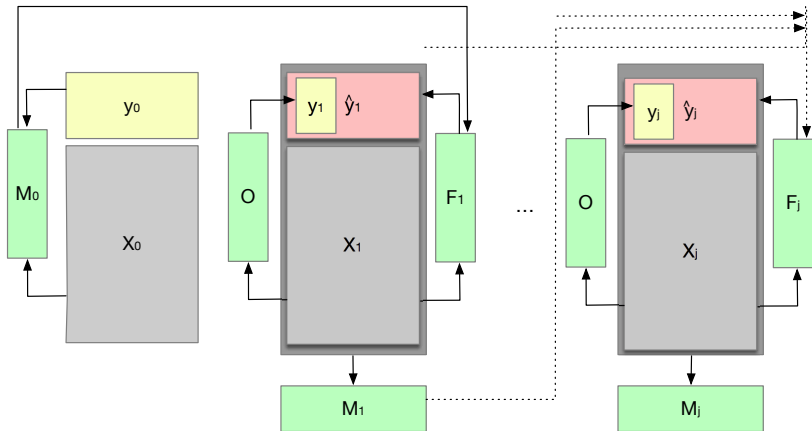 y₀
M₀
X₀
y₁ ŷ₁
O
F₁
X₁
M₁
...
yⱼ ŷⱼ
O
Fⱼ
Xⱼ
Mⱼ